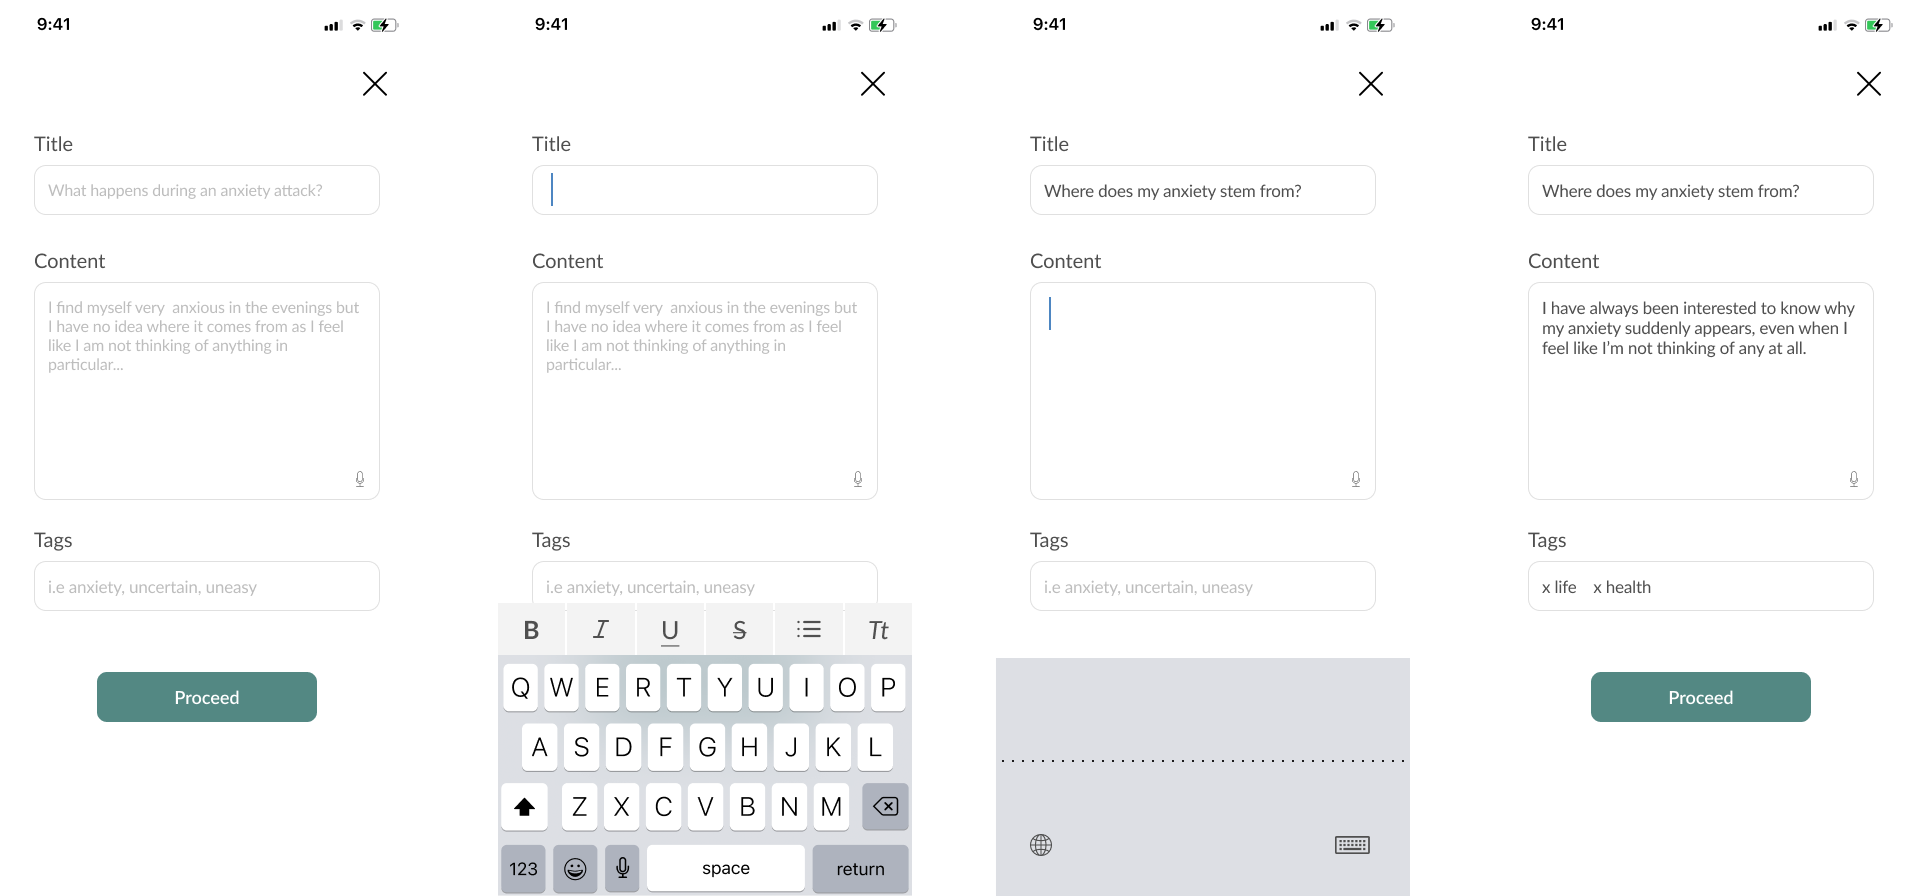 9:41
Title
What happens during an anxiety attack?
Content
I find myself very  anxious in the evenings but
I have no idea where it comes from as I feel
like I am not thinking of anything in
particular...
Tags
i.e anxiety, uncertain, uneasy
Proceed
9:41
Title
Content
I find myself very  anxious in the evenings but
I have no idea where it comes from as I feel
like I am not thinking of anything in
particular...
Tags
i.e anxiety, uncertain, uneasy
B I U S Tt
Q W E R T Y U I O P
A S D F G H J K L
Z X C V B N M
123 space return
9:41
Title
Where does my anxiety stem from?
Content
Tags
i.e anxiety, uncertain, uneasy
9:41
Title
Where does my anxiety stem from?
Content
I have always been interested to know why
my anxiety suddenly appears, even when I
feel like I'm not thinking of any at all.
Tags
x life x health
Proceed